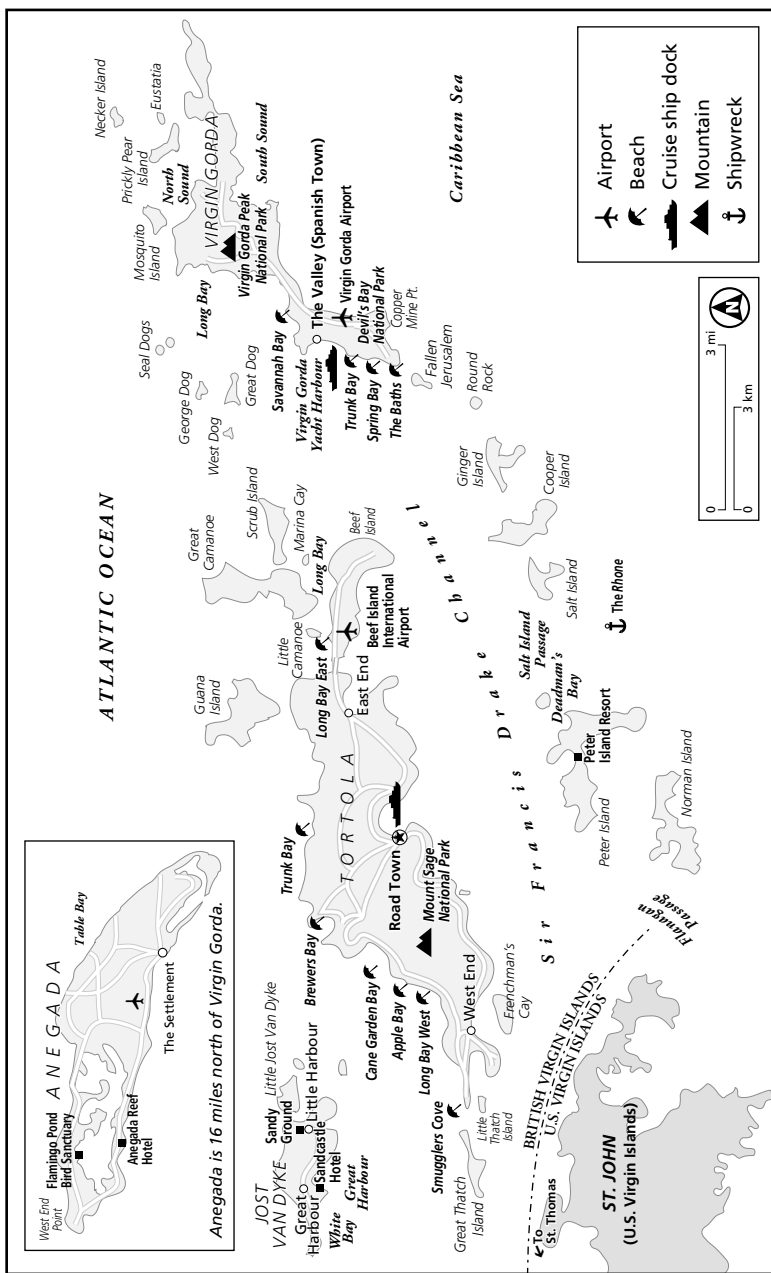 ATLANTIC OCEAN
Caribbean Sea
West End
Point
Flamingo Pond
Bird Sanctuary
ANEGADA
Table Bay
Anegada Reef
Hotel
The Settlement
Anegada is 16 miles north of Virgin Gorda.
JOST
VAN DYKE
Great
Harbour
White
Bay
Great
Harbour
Sandcastle
Hotel
Sandy
Ground
Little Harbour
Little Jost Van Dyke
Great Thatch
Island
Little
Thatch
Island
Smugglers Cove
Long Bay West
Apple Bay
Cane Garden Bay
Brewers Bay
Trunk Bay
West End
Frenchman's
Cay
Mount Sage
National Park
Road Town
TORTOLA
East End
Long Bay East
Beef Island
International
Airport
Beef
Island
Guana
Island
Little
Camanoe
Great
Camanoe
Long Bay
Marina Cay
Scrub Island
West Dog
George Dog
Great Dog
Seal Dogs
Mosquito
Island
Prickly Pear
Island
Necker Island
Eustatia
North
Sound
VIRGIN GORDA
South Sound
Long Bay
Virgin Gorda Peak
National Park
Savannah Bay
The Valley (Spanish Town)
Virgin Gorda
Yacht Harbour
Virgin Gorda Airport
Trunk Bay
Devil's Bay
National Park
Spring Bay
The Baths
Copper
Mine Pt.
Fallen
Jerusalem
Round
Rock
Ginger
Island
Cooper
Island
Salt Island
Salt Island
Passage
The Rhone
Deadman's
Bay
Peter
Island Resort
Peter Island
Norman Island
Sir Francis Drake Channel
Flanagan
Passage
BRITISH VIRGIN ISLANDS
U.S. VIRGIN ISLANDS
To
St. Thomas
ST. JOHN
(U.S. Virgin Islands)
Airport
Beach
Cruise ship dock
Mountain
Shipwreck
0
3 mi
0
3 km
N